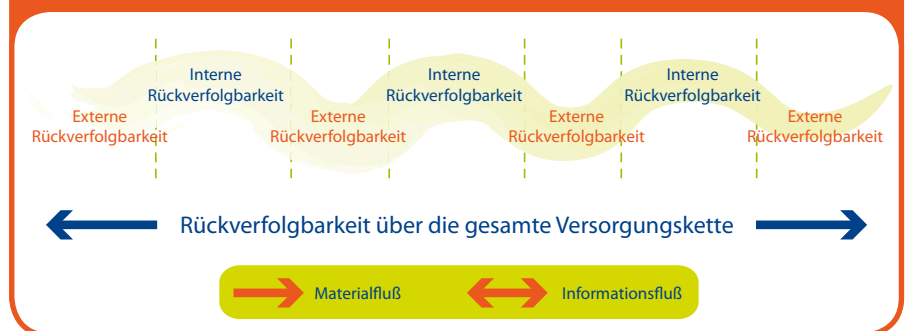 Interne
Rückverfolgbarkeit
Interne
Rückverfolgbarkeit
Interne
Rückverfolgbarkeit
Externe
Rückverfolgbarkeit
Externe
Rückverfolgbarkeit
Externe
Rückverfolgbarkeit
Externe
Rückverfolgbarkeit
Rückverfolgbarkeit über die gesamte Versorgungskette
Materialfluß
Informationsfluß